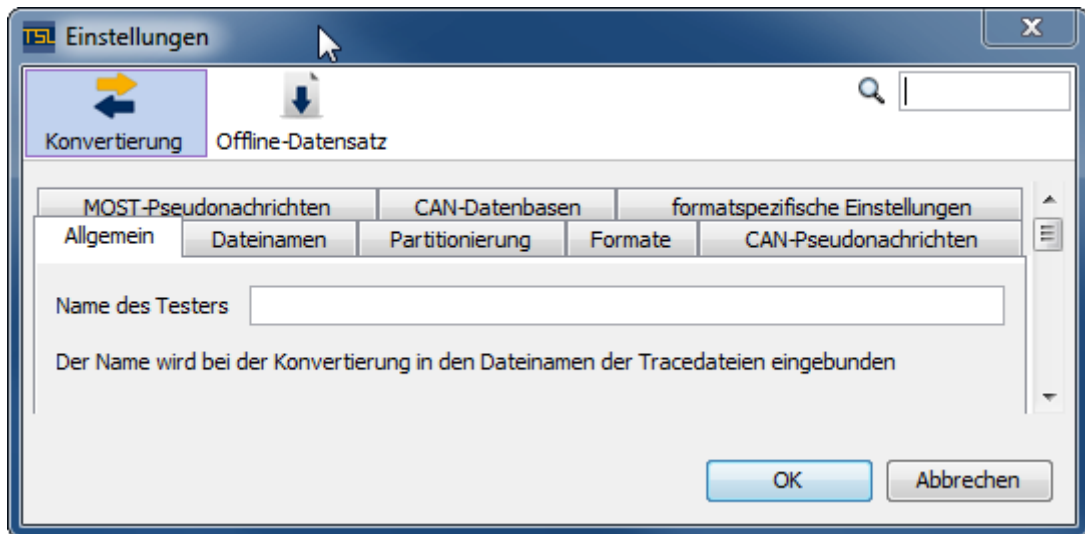 TSL Einstellungen
Konvertierung Offline-Datensatz
MOST-Pseudonachrichten CAN-Datenbasen formatspezifische Einstellungen
Allgemein Dateinamen Partitionierung Formate CAN-Pseudonachrichten
Name des Testers
Der Name wird bei der Konvertierung in den Dateinamen der Tracedateien eingebunden
OK Abbrechen